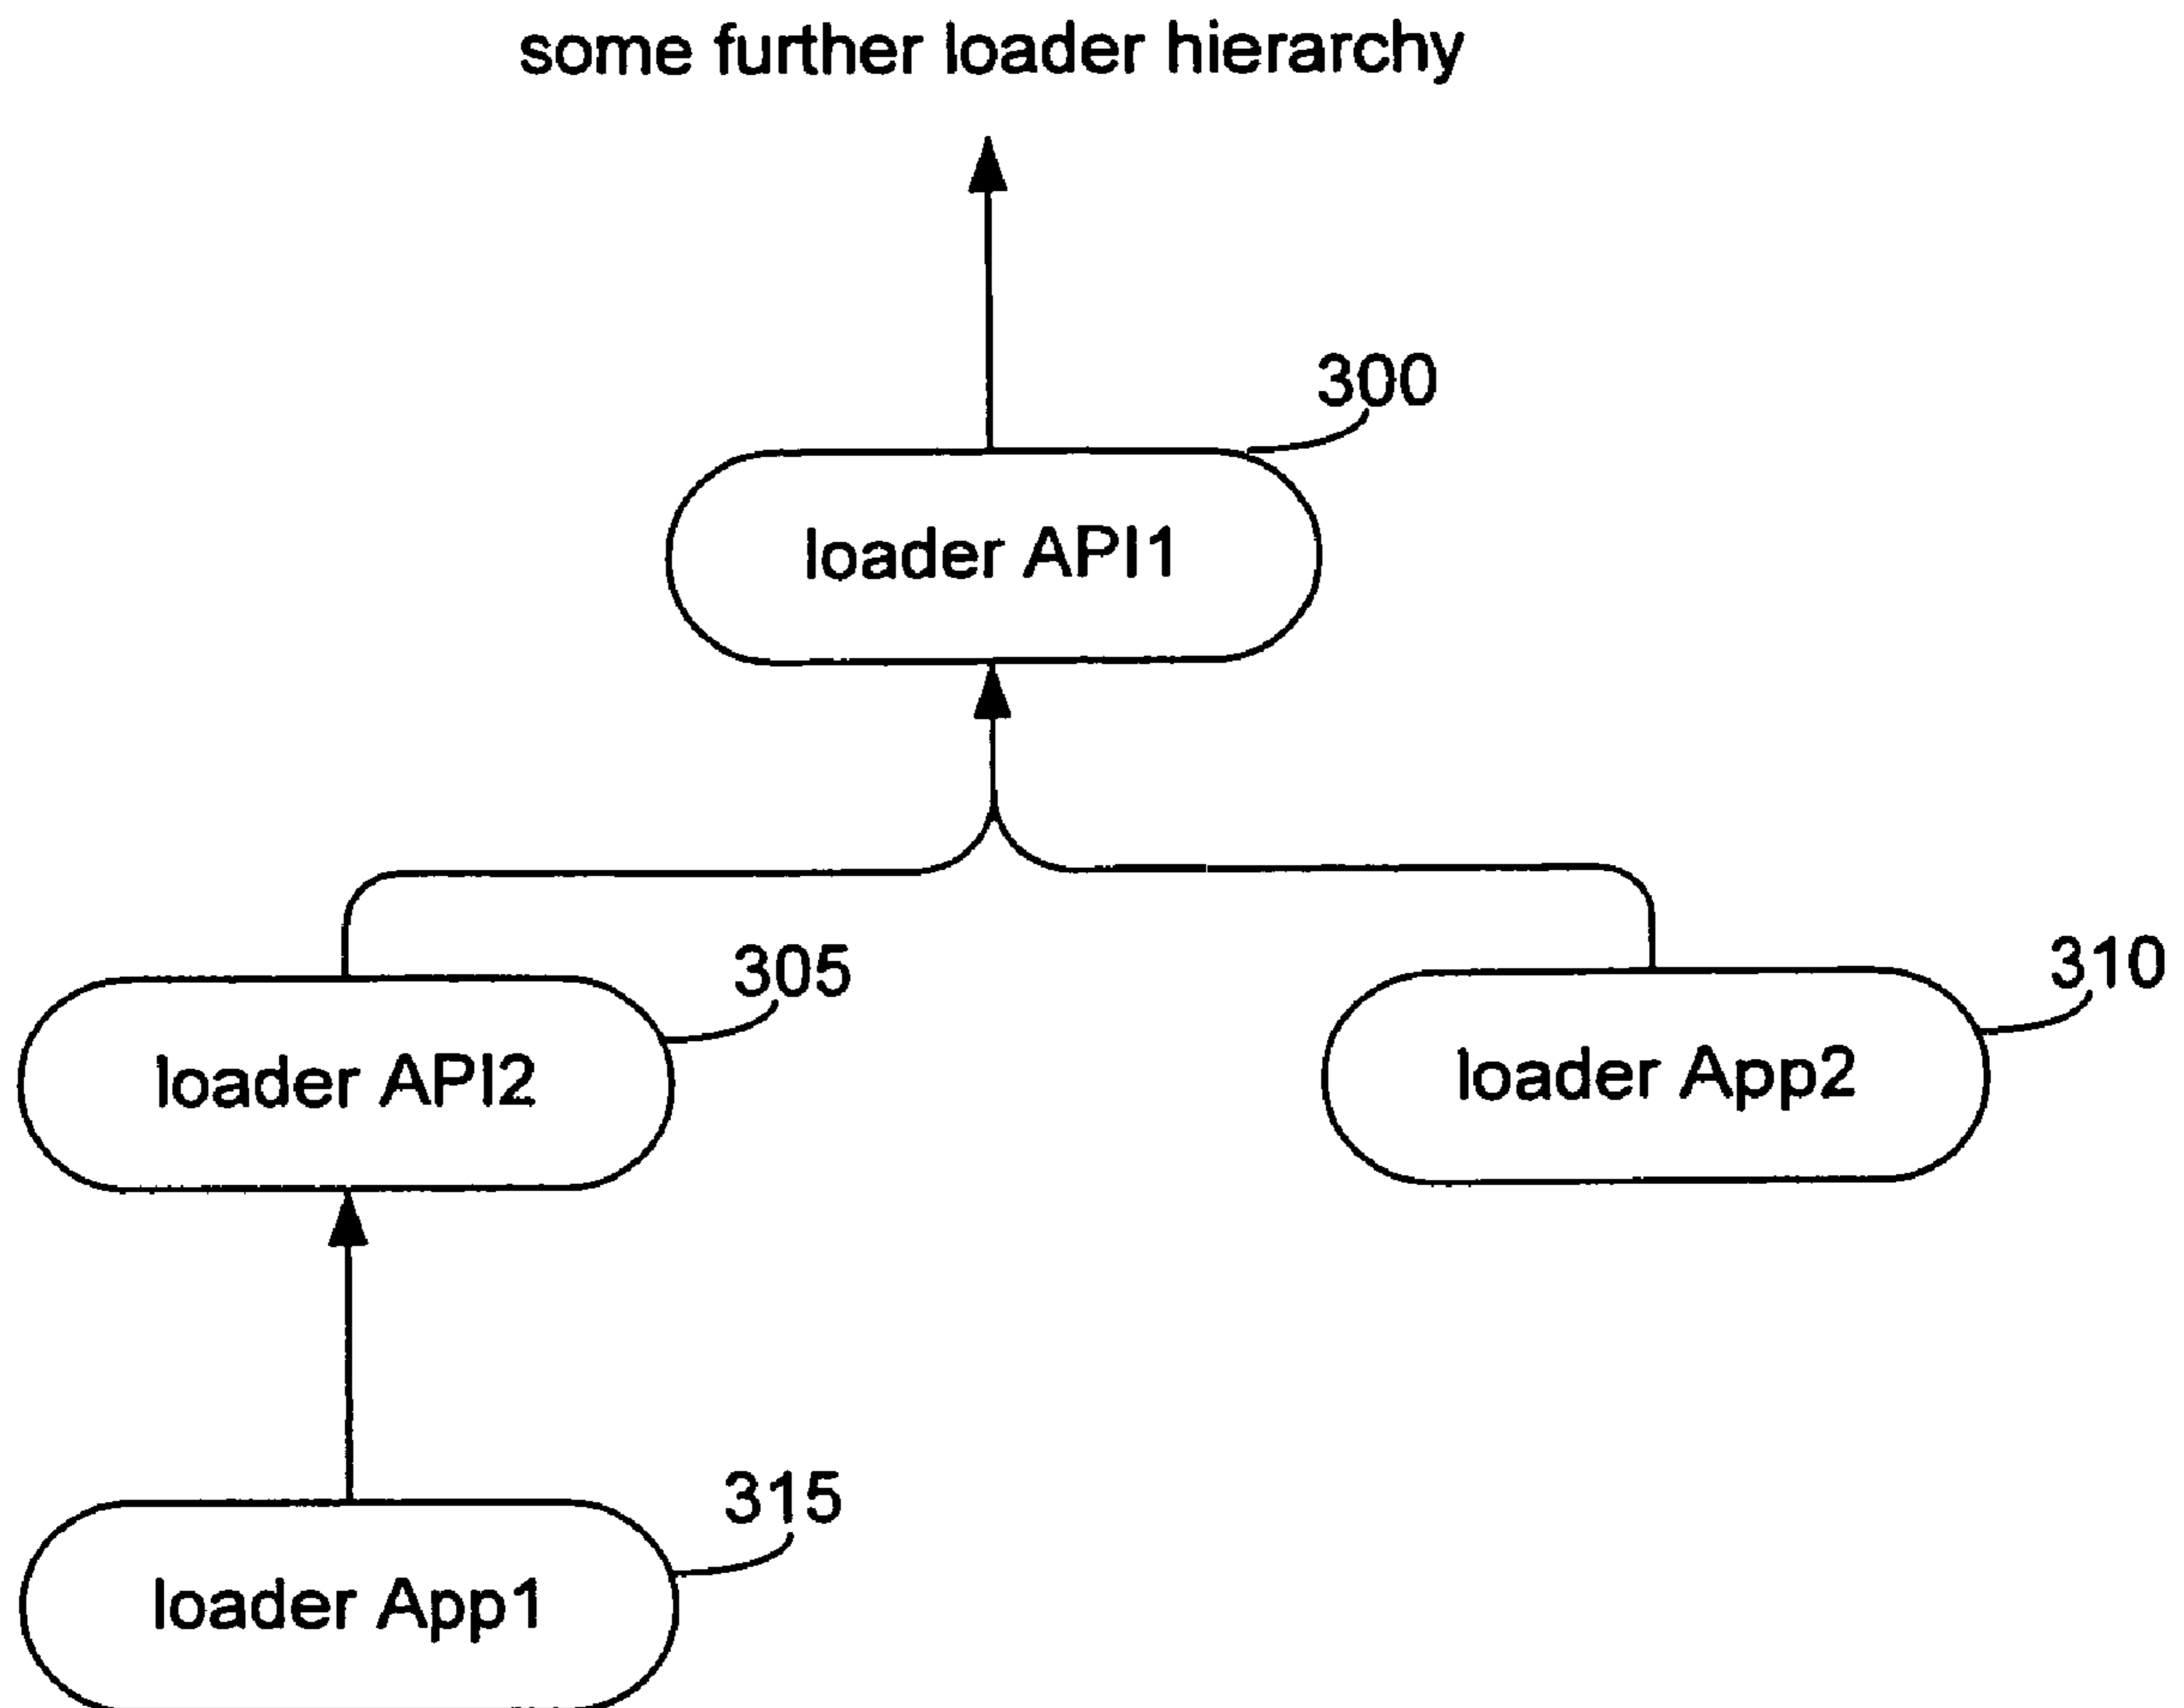 some further loader hierarchy
300
loader API1
305
310
loader API2
loader App2
315
loader App1